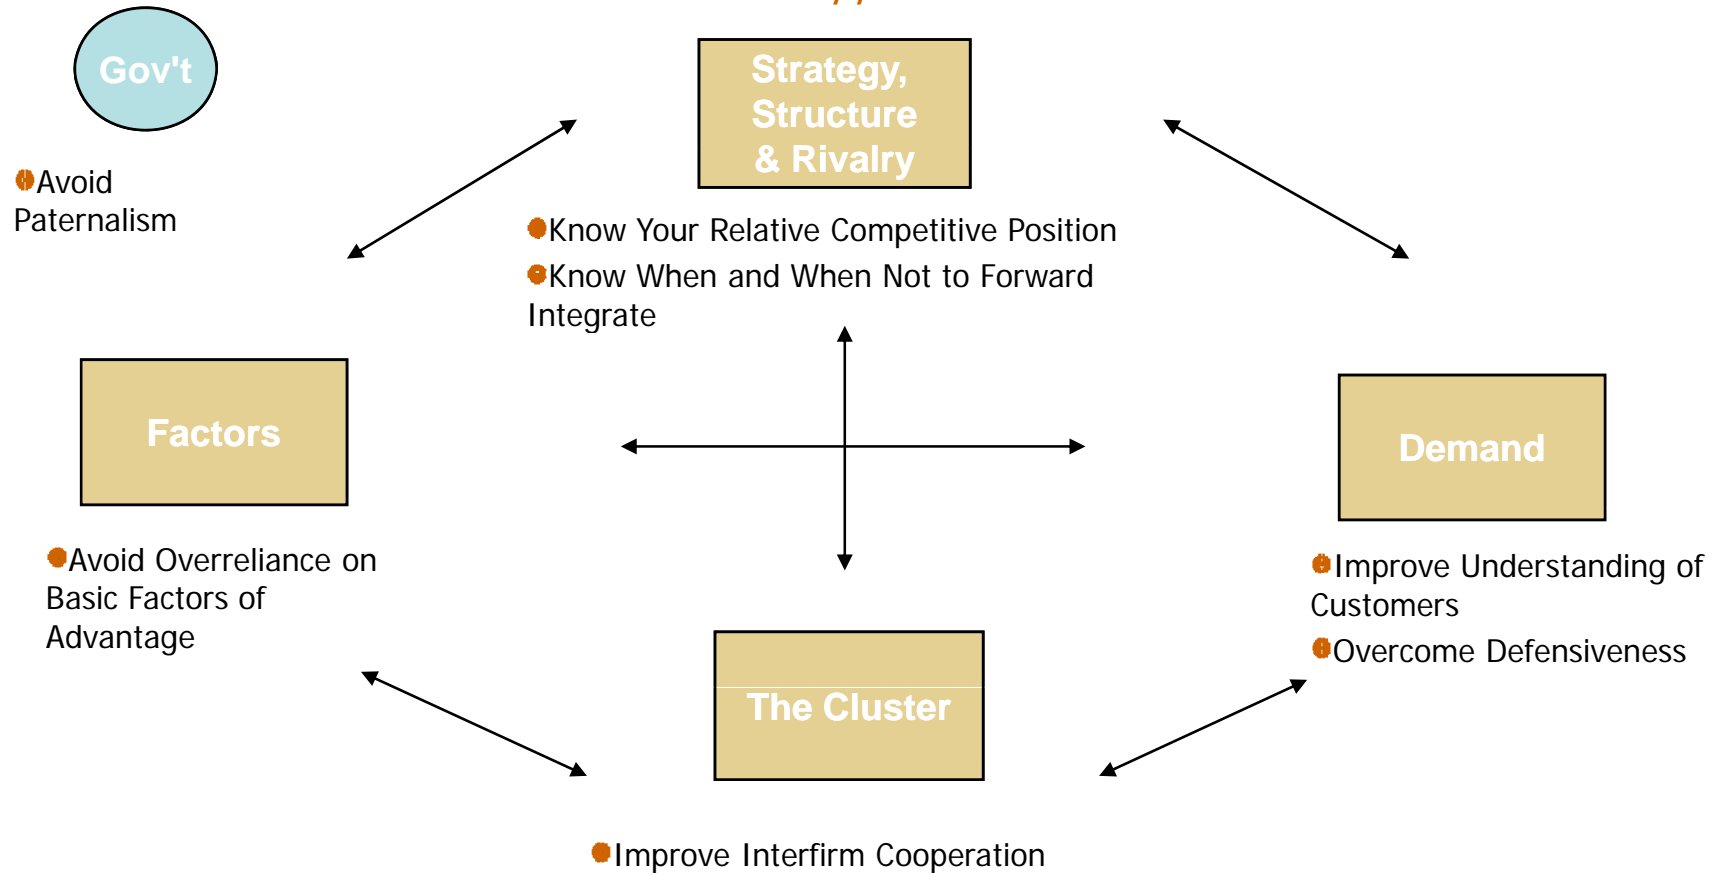 Gov't
Avoid
Paternalism
Strategy,
Structure
& Rivalry
Know Your Relative Competitive Position
Know When and When Not to Forward
Integrate
Factors
Avoid Overreliance on
Basic Factors of
Advantage
Demand
Improve Understanding of
Customers
Overcome Defensiveness
The Cluster
Improve Interfirm Cooperation